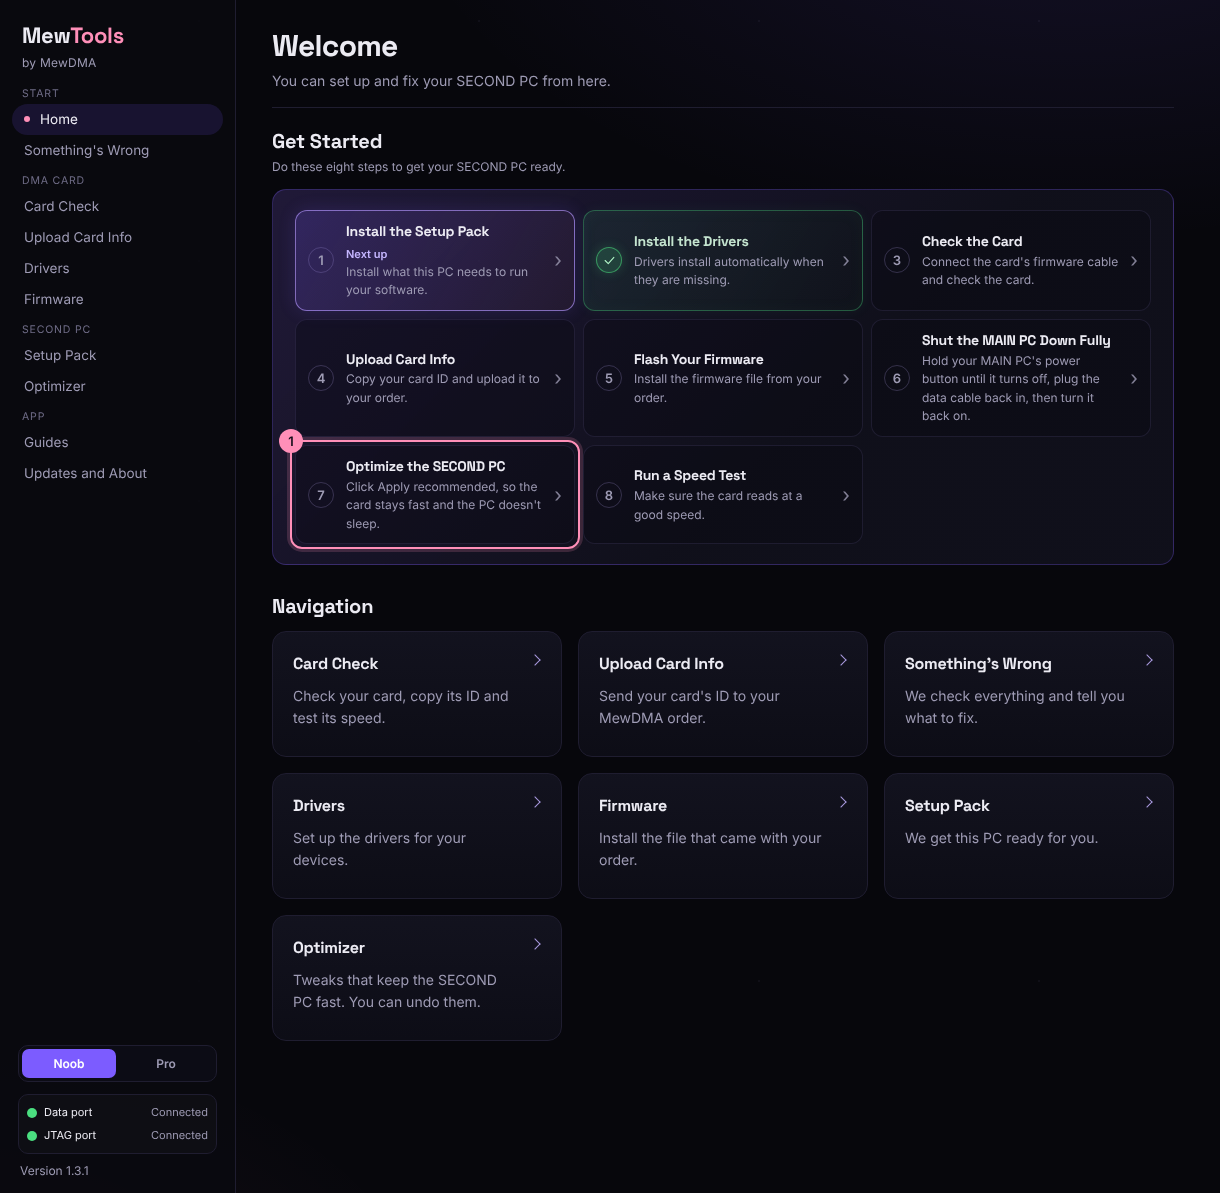 MewTools
by MewDMA
START
Home
Something's Wrong
DMA CARD
Card Check
Upload Card Info
Drivers
Firmware
SECOND PC
Setup Pack
Optimizer
APP
Guides
Updates and About
Noob
Pro
Data port
Connected
JTAG port
Connected
Version 1.3.1
Welcome
You can set up and fix your SECOND PC from here.
Get Started
Do these eight steps to get your SECOND PC ready.
1
Install the Setup Pack
Next up
Install what this PC needs to run
your software.
Install the Drivers
Drivers install automatically when
they are missing.
3
Check the Card
Connect the card's firmware cable
and check the card.
4
Upload Card Info
Copy your card ID and upload it to
your order.
5
Flash Your Firmware
Install the firmware file from your
order.
6
Shut the MAIN PC Down Fully
Hold your MAIN PC's power
button until it turns off, plug the
data cable back in, then turn it
back on.
1
7
Optimize the SECOND PC
Click Apply recommended, so the
card stays fast and the PC doesn't
sleep.
8
Run a Speed Test
Make sure the card reads at a
good speed.
Navigation
Card Check
Check your card, copy its ID and
test its speed.
Upload Card Info
Send your card's ID to your
MewDMA order.
Something's Wrong
We check everything and tell you
what to fix.
Drivers
Set up the drivers for your
devices.
Firmware
Install the file that came with your
order.
Setup Pack
We get this PC ready for you.
Optimizer
Tweaks that keep the SECOND
PC fast. You can undo them.